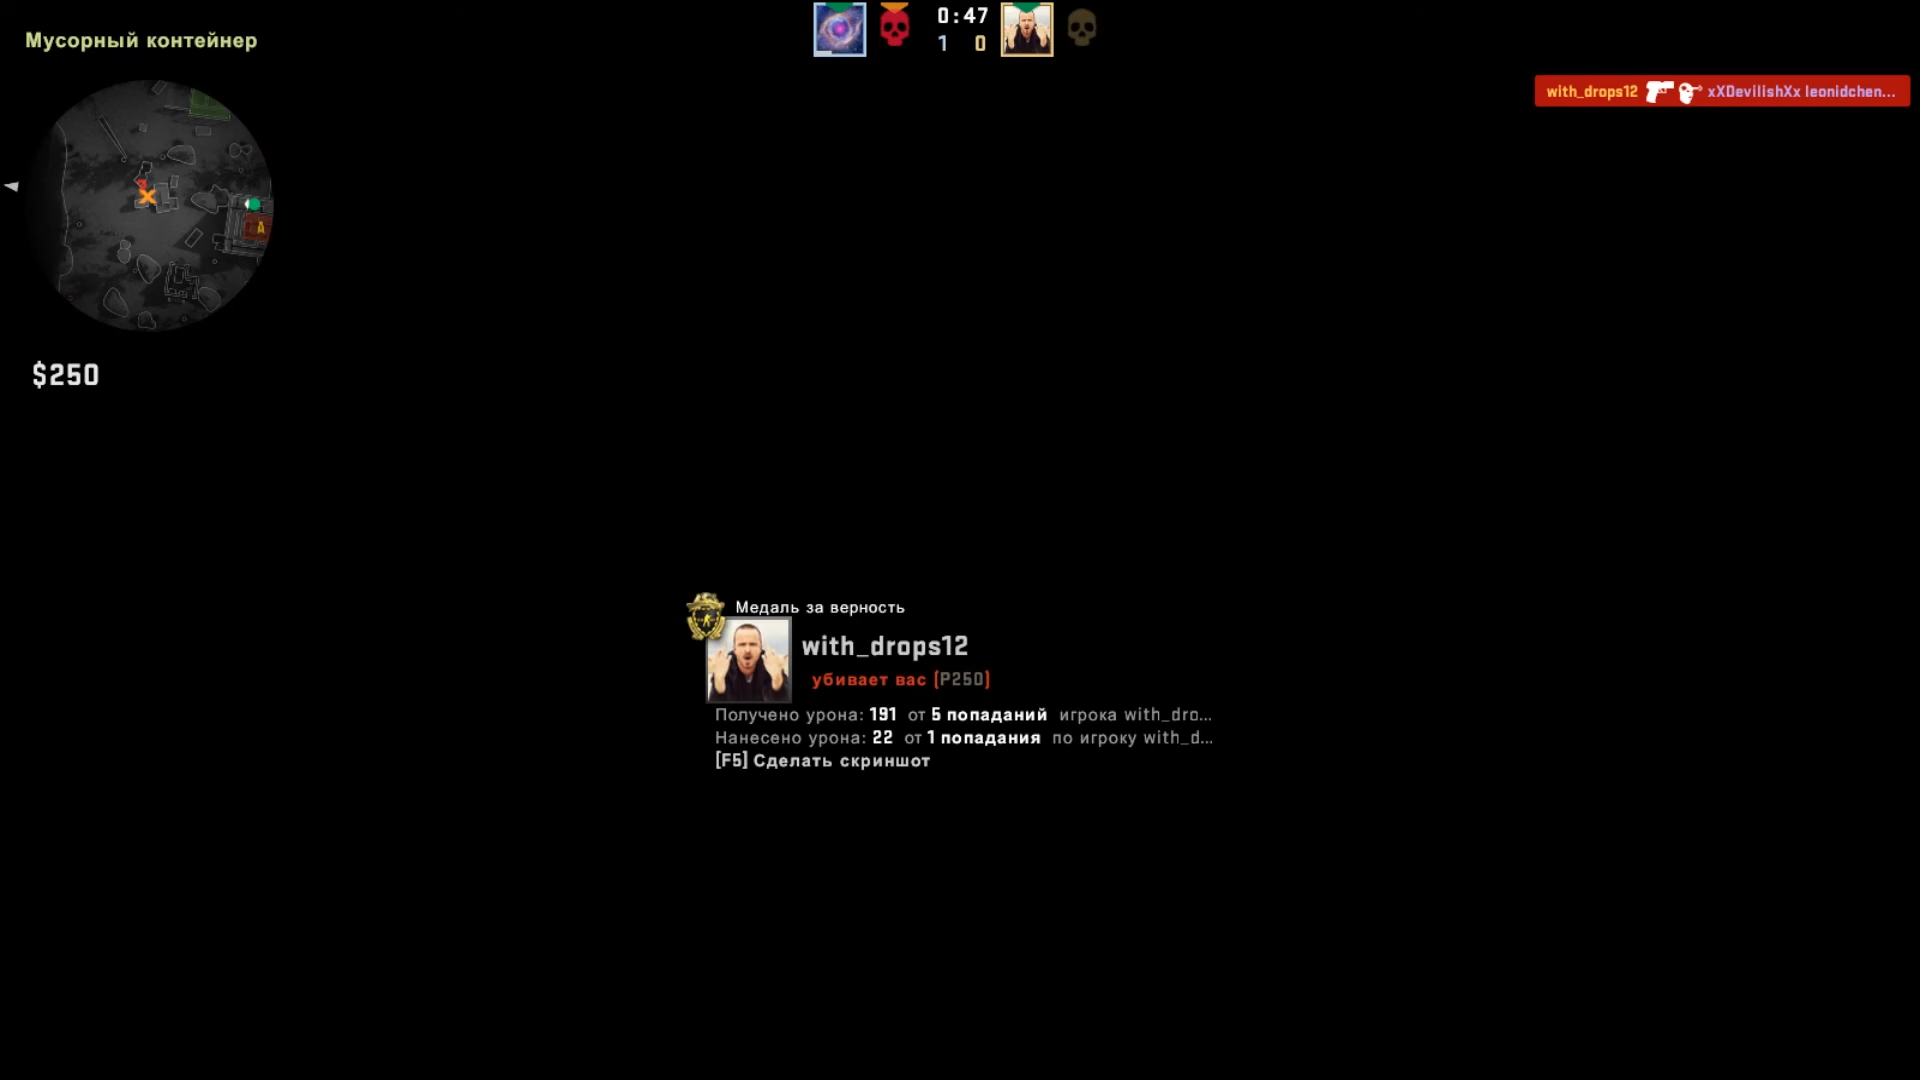 Мусорный контейнер
0:47
1 0
with_drops12 xXDevilishXx leonidchen...
A
$250
Медаль за верность
with_drops12
убивает вас (P250)
Получено урона: 191 от 5 попаданий игрока with_dro...
Нанесено урона: 22 от 1 попадания по игроку with_d...
[F5] Сделать скриншот